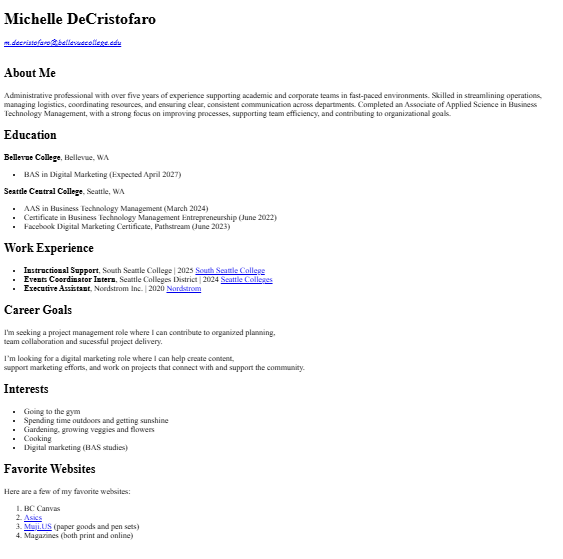 Michelle DeCristofaro
m.decristofaro@bellevuecollege.edu
About Me
Administrative professional with over five years of experience supporting academic and corporate teams in fast-paced environments. Skilled in streamlining operations,
managing logistics, coordinating resources, and ensuring clear, consistent communication across departments. Completed an Associate of Applied Science in Business
Technology Management, with a strong focus on improving processes, supporting team efficiency, and contributing to organizational goals.
Education
Bellevue College, Bellevue, WA
• BAS in Digital Marketing (Expected April 2027)
Seattle Central College, Seattle, WA
• AAS in Business Technology Management (March 2024)
• Certificate in Business Technology Management Entrepreneurship (June 2022)
• Facebook Digital Marketing Certificate, Pathstream (June 2023)
Work Experience
• Instructional Support, South Seattle College | 2025 South Seattle College
• Events Coordinator Intern, Seattle Colleges District | 2024 Seattle Colleges
• Executive Assistant, Nordstrom Inc. | 2020 Nordstrom
Career Goals
I'm seeking a project management role where I can contribute to organized planning,
team collaboration and sucessful project delivery.
I'm looking for a digital marketing role where I can help create content,
support marketing efforts, and work on projects that connect with and support the community.
Interests
• Going to the gym
• Spending time outdoors and getting sunshine
• Gardening, growing veggies and flowers
• Cooking
• Digital marketing (BAS studies)
Favorite Websites
Here are a few of my favorite websites:
1. BC Canvas
2. Asics
3. Muji.US (paper goods and pen sets)
4. Magazines (both print and online)